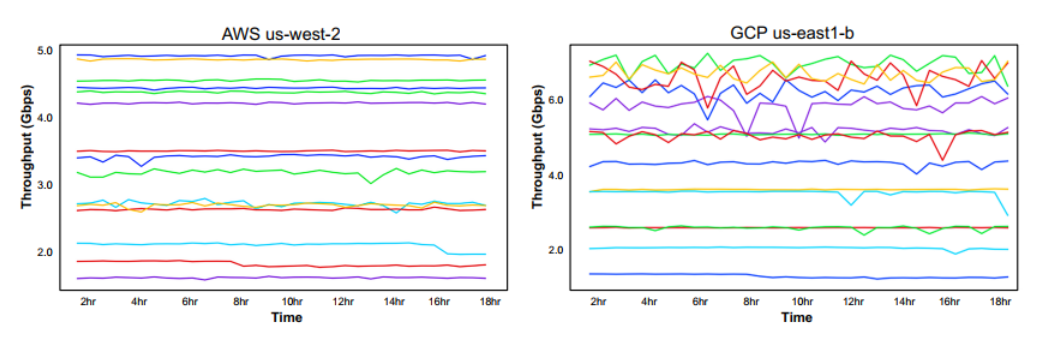 AWS us-west-2
5.0
4.0
3.0
2.0
Throughput (Gbps)
2hr 4hr 6hr 8hr 10hr 12hr 14hr 16hr 18hr
Time
GCP us-east1-b
6.0
4.0
2.0
Throughput (Gbps)
2hr 4hr 6hr 8hr 10hr 12hr 14hr 16hr 18hr
Time